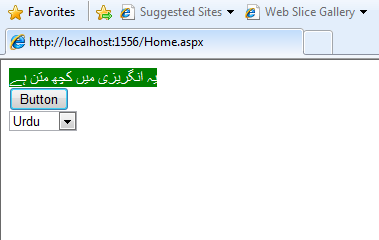 Favorites Suggested Sites Web Slice Gallery
http://localhost:1556/Home.aspx
یہ انگریزی میں کچھ متن ہے
Button
Urdu